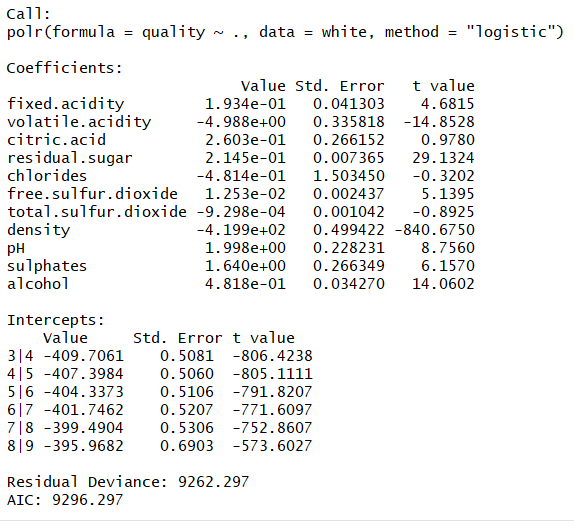 Call:
polr(formula = quality ~ ., data = white, method = "logistic")
Coefficients:
Value Std. Error t value
fixed.acidity 1.934e-01 0.041303 4.6815
volatile.acidity -4.988e+00 0.335818 -14.8528
citric.acid 2.603e-01 0.266152 0.9780
residual.sugar 2.145e-01 0.007365 29.1324
chlorides -4.814e-01 1.503450 -0.3202
free.sulfur.dioxide 1.253e-02 0.002437 5.1395
total.sulfur.dioxide -9.298e-04 0.001042 -0.8925
density -4.199e+02 0.499422 -840.6750
pH 1.998e+00 0.228231 8.7560
sulphates 1.640e+00 0.266349 6.1570
alcohol 4.818e-01 0.034270 14.0602
Intercepts:
Value Std. Error t value
3|4 -409.7061 0.5081 -806.4238
4|5 -407.3984 0.5060 -805.1111
5|6 -404.3373 0.5106 -791.8207
6|7 -401.7462 0.5207 -771.6097
7|8 -399.4904 0.5306 -752.8607
8|9 -395.9682 0.6903 -573.6027
Residual Deviance: 9262.297
AIC: 9296.297